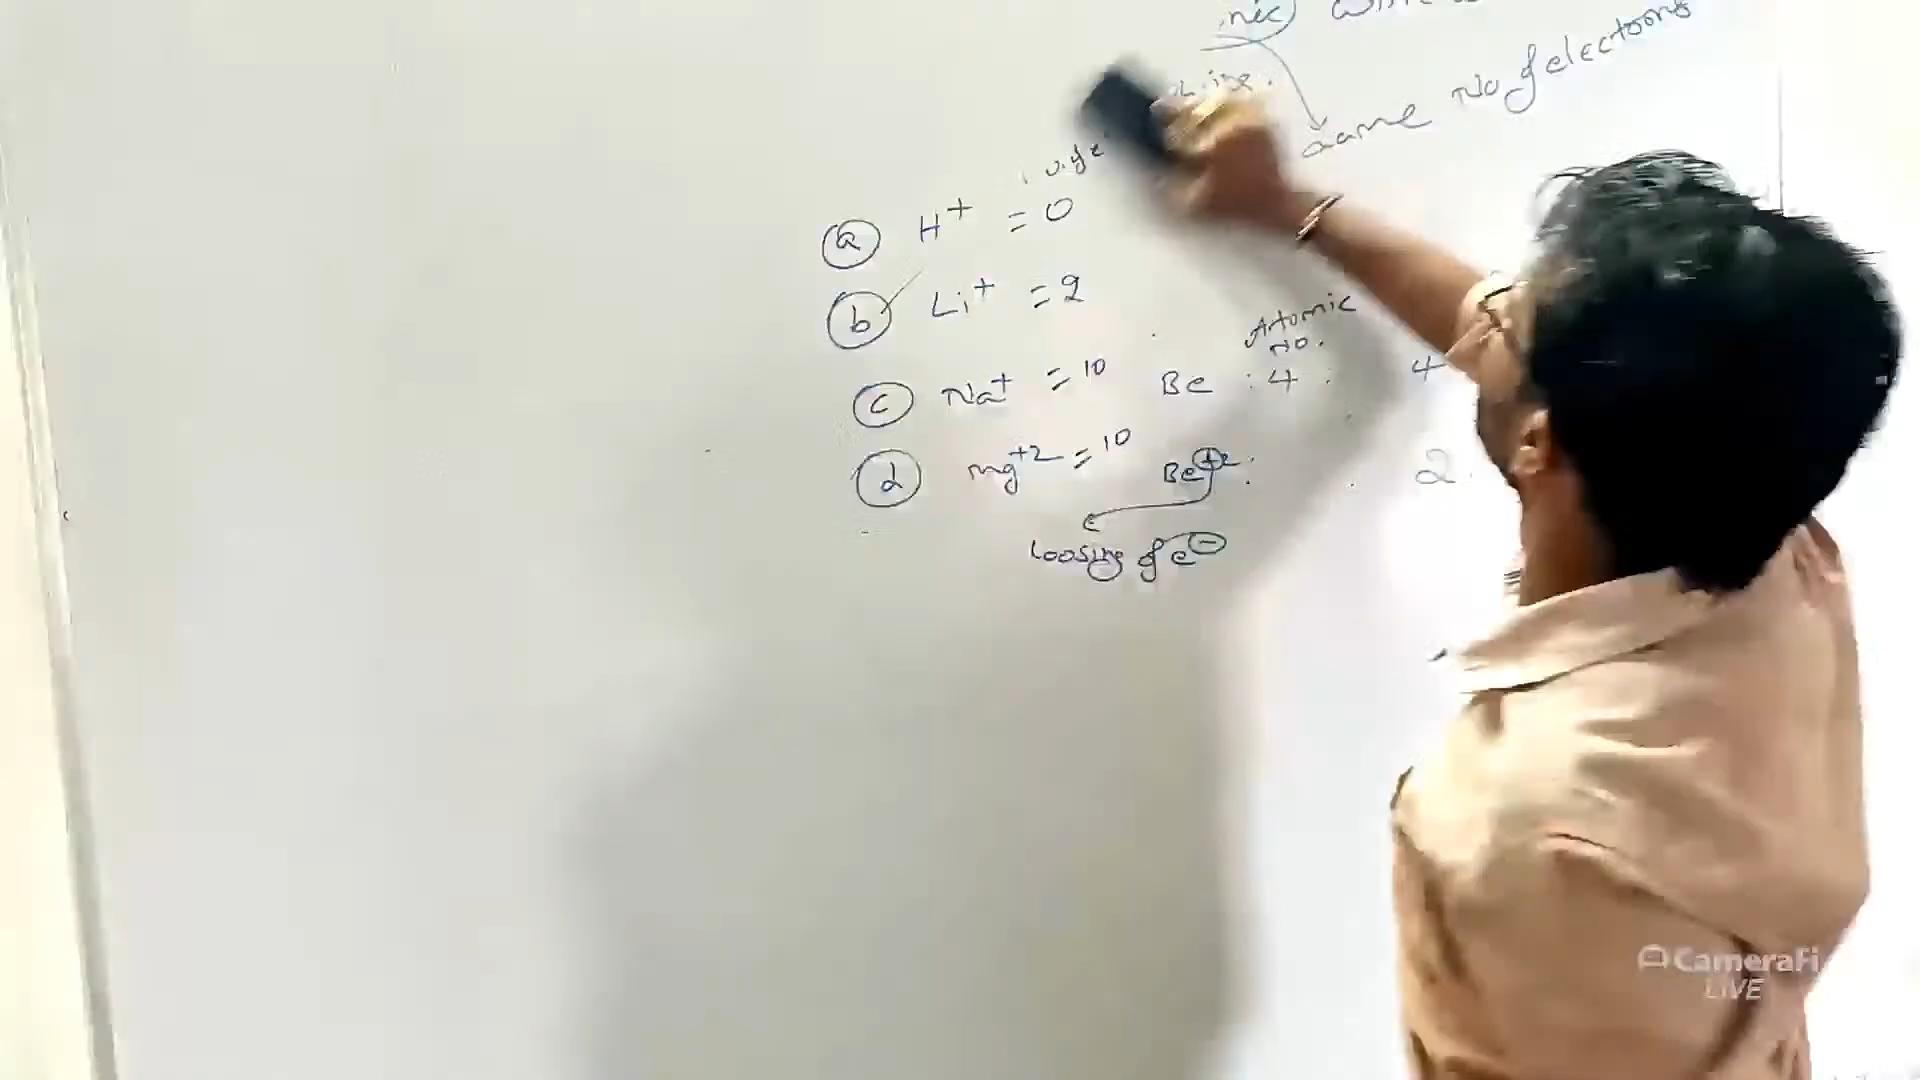 same No of electrons
(a) H⁺ = 0
(b) Li⁺ = 2
Atomic
No.
(c) Na⁺ = 10 Be : 4 : 4
(d) mg⁺² = 10 Be⁺² : 2.
Loosing of e⁻
CameraFi
LIVE